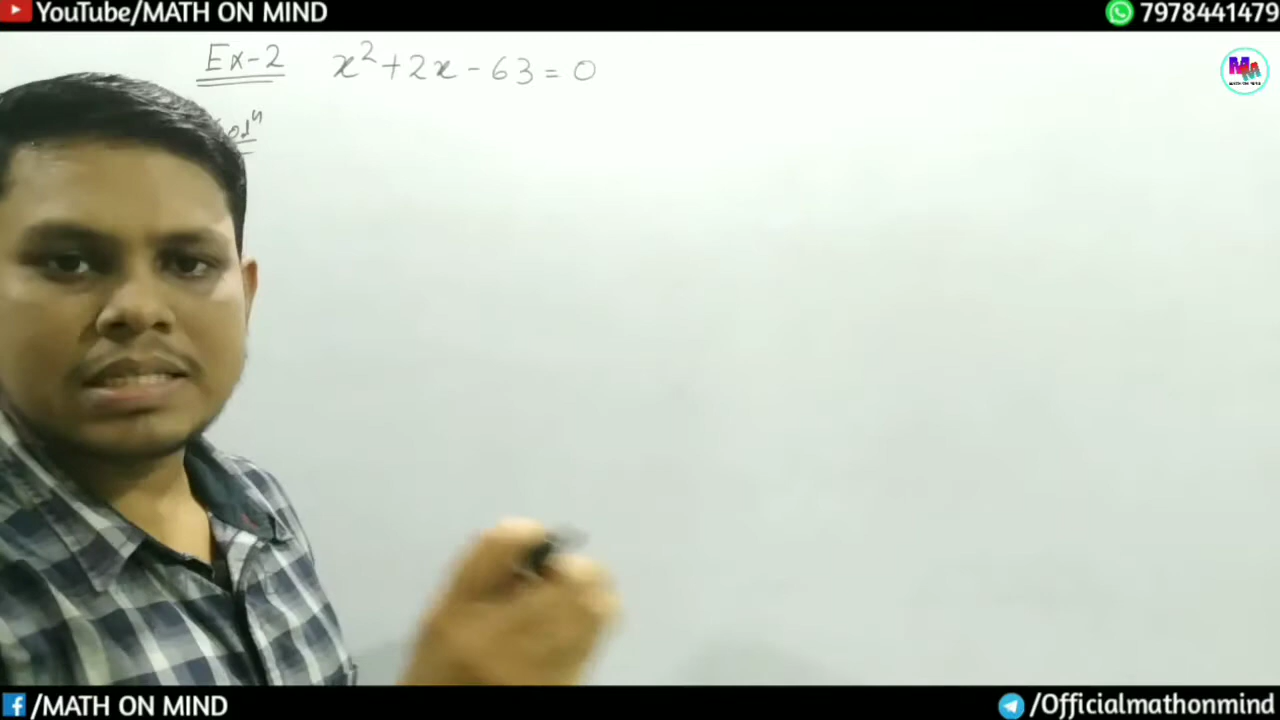 YouTube/MATH ON MIND
7978441479
Ex-2 x²+2x-63=0
/MATH ON MIND
/Officialmathonmind